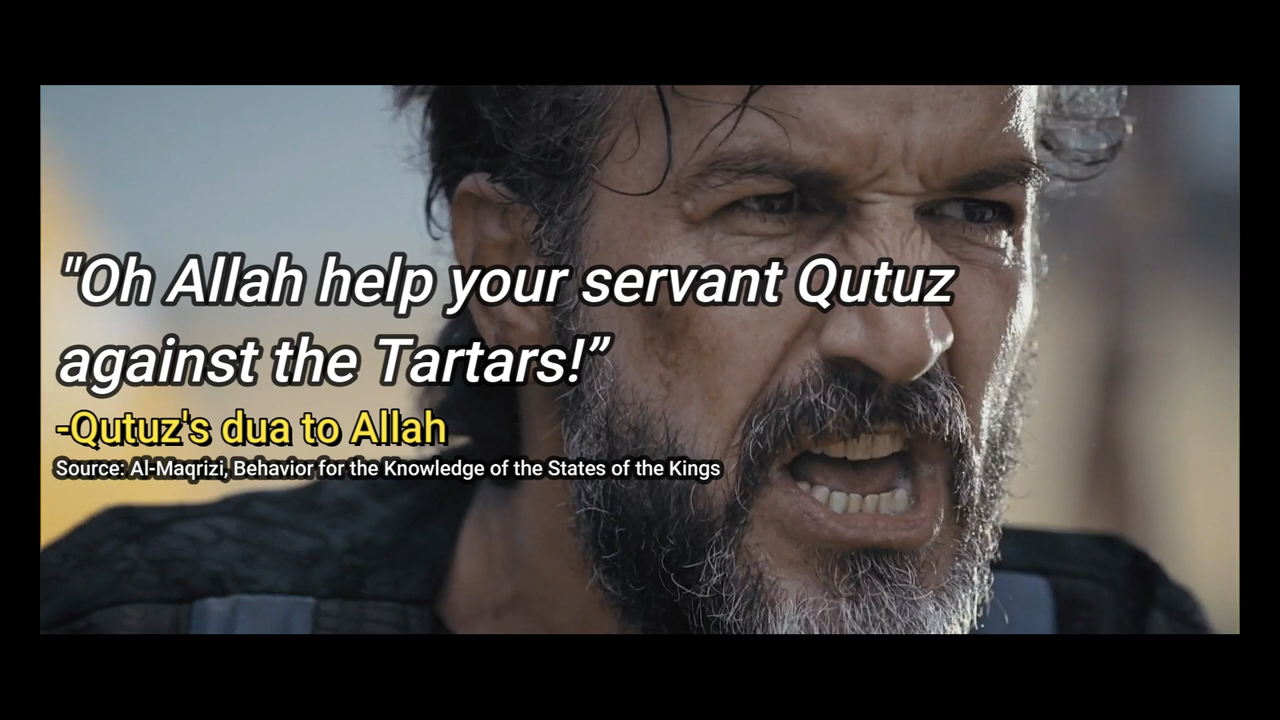 "Oh Allah help your servant Qutuz
against the Tartars!”
-Qutuz's dua to Allah
Source: Al-Maqrizi, Behavior for the Knowledge of the States of the Kings